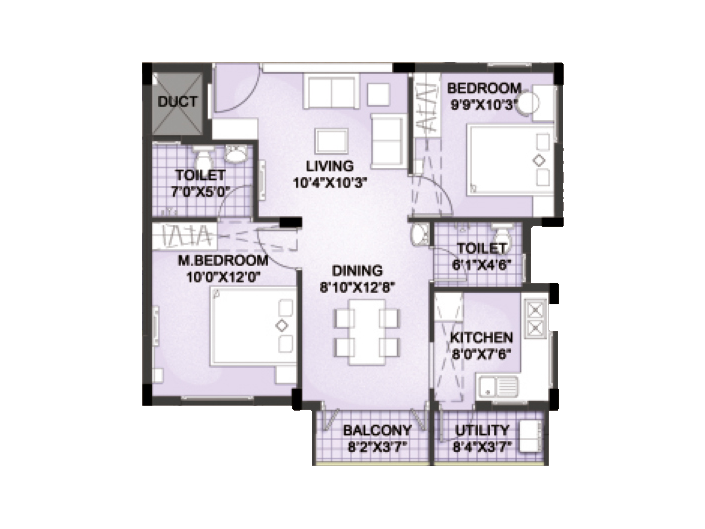 DUCT
BEDROOM
9'9"X10'3"
LIVING
10'4"X10'3"
TOILET
7'0"X5'0"
M.BEDROOM
10'0"X12'0"
DINING
8'10"X12'8"
TOILET
6'1"X4'6"
KITCHEN
8'0"X7'6"
BALCONY
8'2"X3'7"
UTILITY
8'4"X3'7"